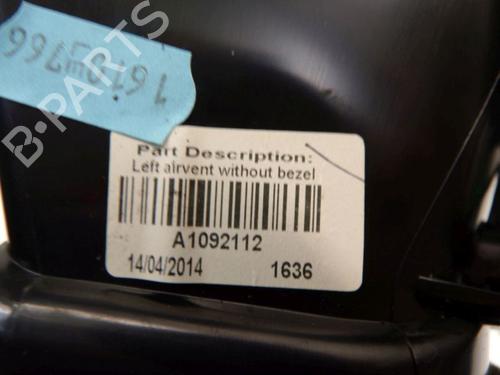 B-PARTS
Part Description:
Left airvent without bezel
A1092112
14/04/2014 1636